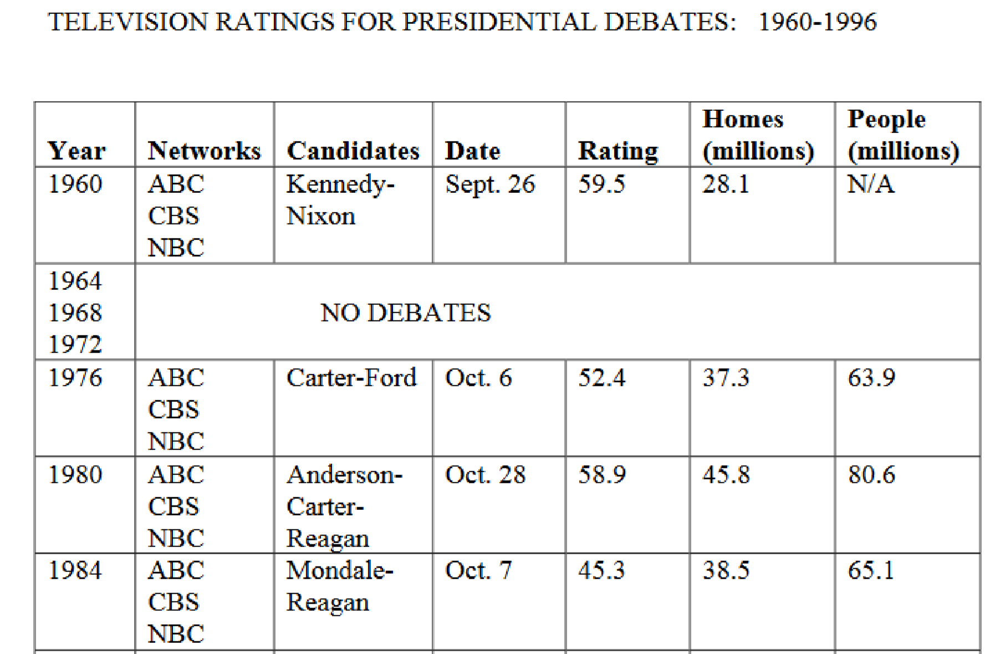 TELEVISION RATINGS FOR PRESIDENTIAL DEBATES: 1960-1996
Year Networks Candidates Date Rating Homes (millions) People (millions)
1960 ABC Kennedy- Sept. 26 59.5 28.1 N/A
CBS Nixon
NBC
1964
1968 NO DEBATES
1972
1976 ABC Carter-Ford Oct. 6 52.4 37.3 63.9
CBS
NBC
1980 ABC Anderson- Oct. 28 58.9 45.8 80.6
CBS Carter-
NBC Reagan
1984 ABC Mondale- Oct. 7 45.3 38.5 65.1
CBS Reagan
NBC